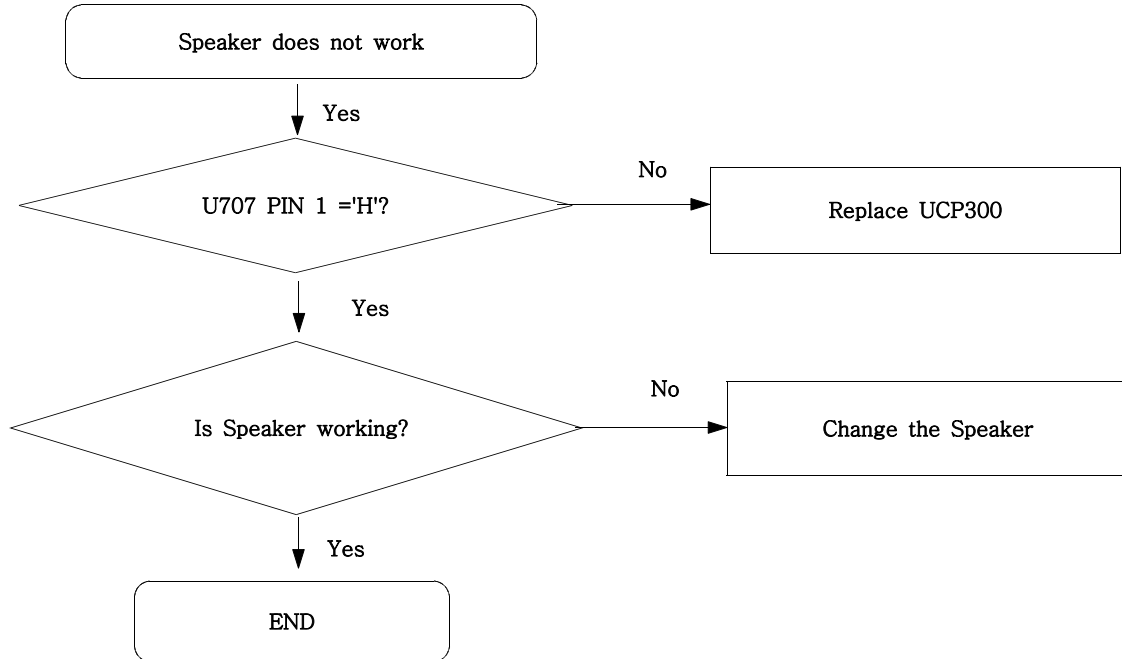 Speaker does not work
Yes
No
U707 PIN 1 ='H'?
Replace UCP300
Yes
No
Is Speaker working?
Change the Speaker
Yes
END